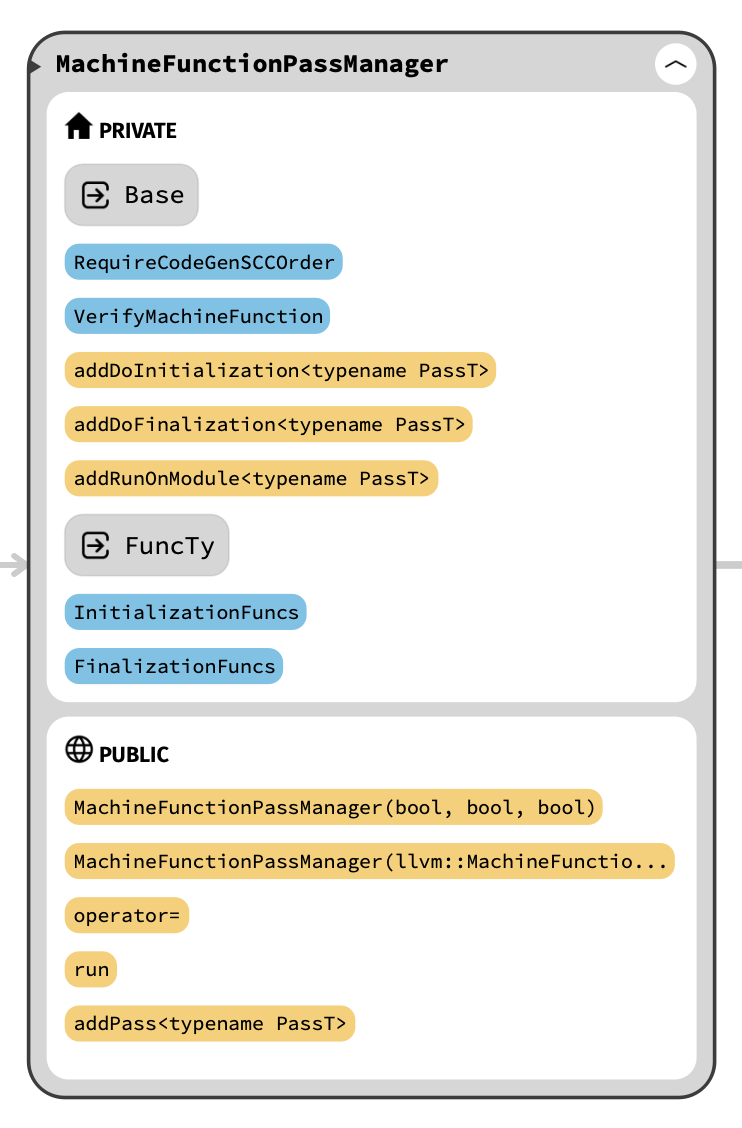 MachineFunctionPassManager
PRIVATE
Base
RequireCodeGenSCCOrder
VerifyMachineFunction
addDoInitialization<typename PassT>
addDoFinalization<typename PassT>
addRunOnModule<typename PassT>
FuncTy
InitializationFuncs
FinalizationFuncs
PUBLIC
MachineFunctionPassManager(bool, bool, bool)
MachineFunctionPassManager(llvm::MachineFunctio...
operator=
run
addPass<typename PassT>